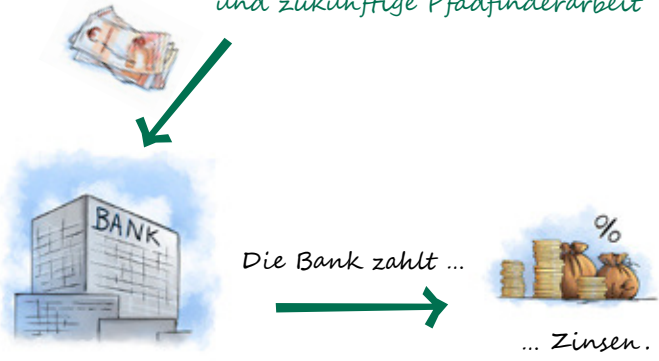 und zukünftige Pfadfinderarbeit
BANK
Die Bank zahlt ...
%
... Zinsen.